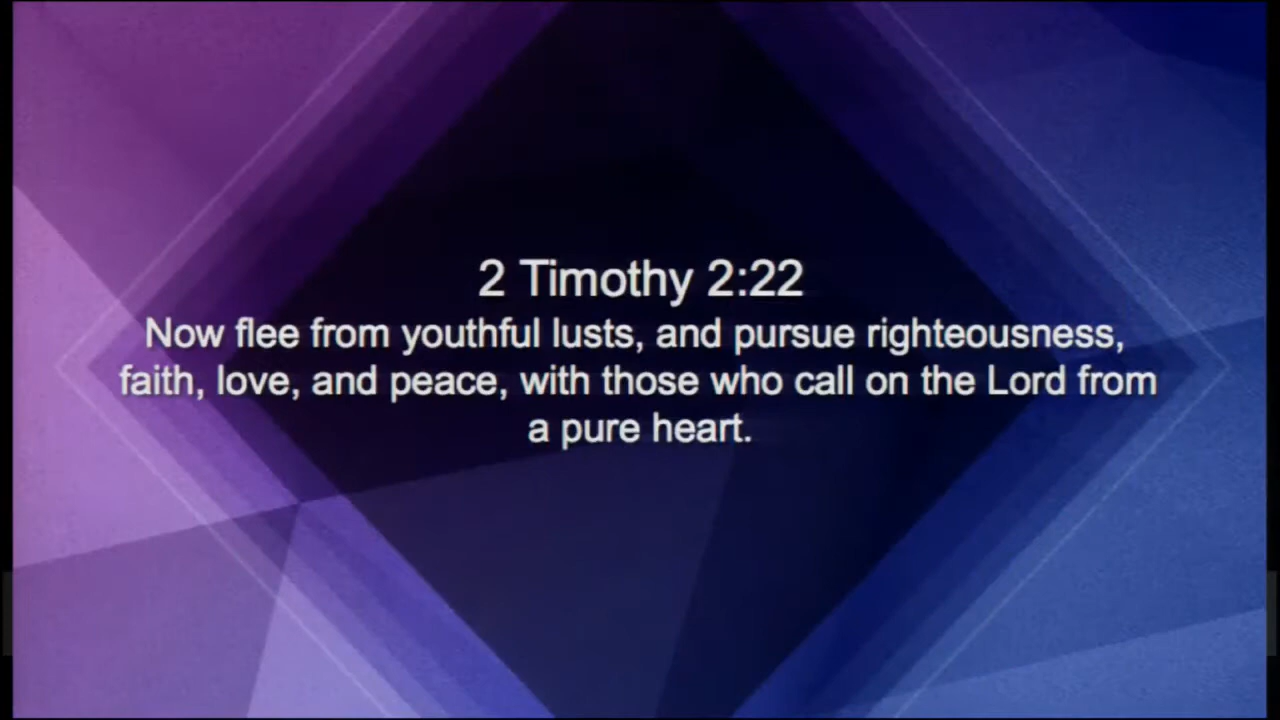 2 Timothy 2:22
Now flee from youthful lusts, and pursue righteousness,
faith, love, and peace, with those who call on the Lord from
a pure heart.